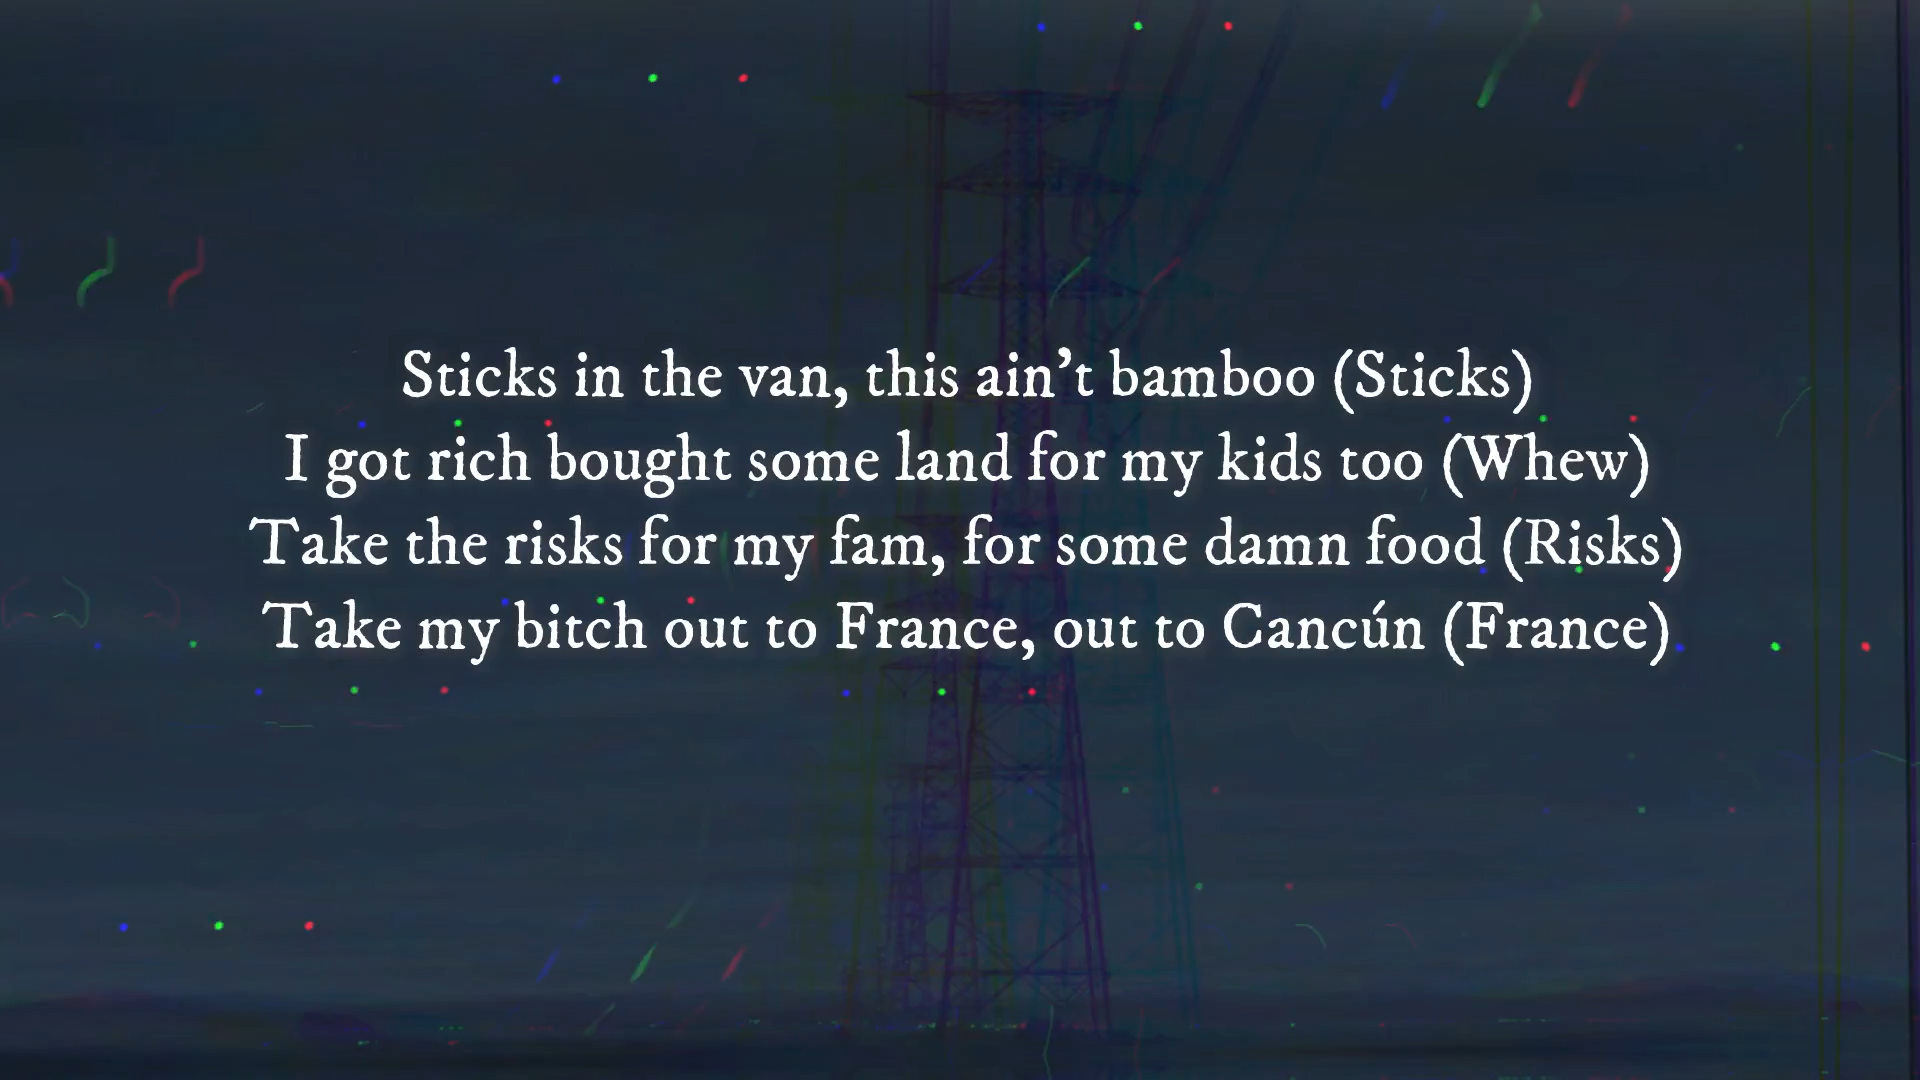 Sticks in the van, this ain't bamboo (Sticks)
I got rich bought some land for my kids too (Whew)
Take the risks for my fam, for some damn food (Risks)
Take my bitch out to France, out to Cancún (France)